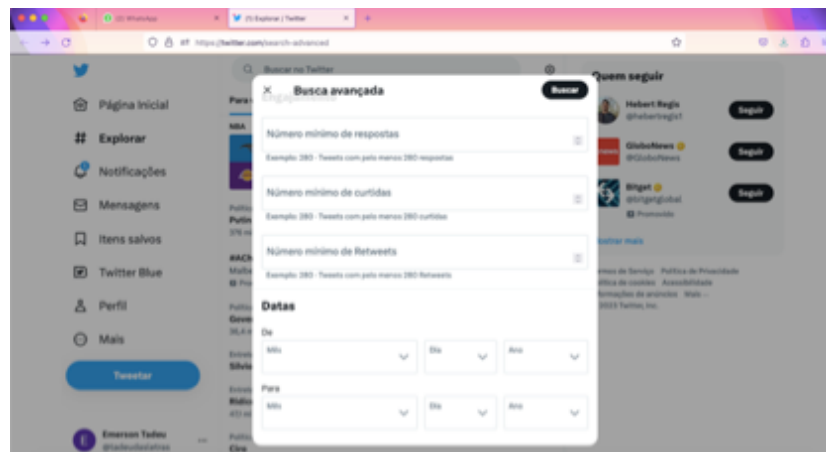 (1) WhatsApp
(1) Explorar / Twitter
https://twitter.com/search-advanced
Buscar no Twitter
Página Inicial
Explorar
Notificações
Mensagens
Itens salvos
Twitter Blue
Perfil
Mais
Tweetar
Emerson Tadeu
@tadeudasletras
Para
NBA
Busca avançada
Buscar
Engajamento
Número mínimo de respostas
Exemplo: 280 · Tweets com pelo menos 280 respostas
Número mínimo de curtidas
Exemplo: 280 · Tweets com pelo menos 280 curtidas
Número mínimo de Retweets
Exemplo: 280 · Tweets com pelo menos 280 Retweets
Datas
De
Mês
Dia
Ano
Para
Mês
Dia
Ano
Quem seguir
Hebert Regis
Seguir
GloboNews
@GloboNews
Seguir
Bitget
@bitgetglobal
Seguir
Promovido
Mostrar mais
Termos de Serviço Política de Privacidade
Política de cookies Acessibilidade
Informações de anúncios Mais ···
2023 Twitter, Inc.